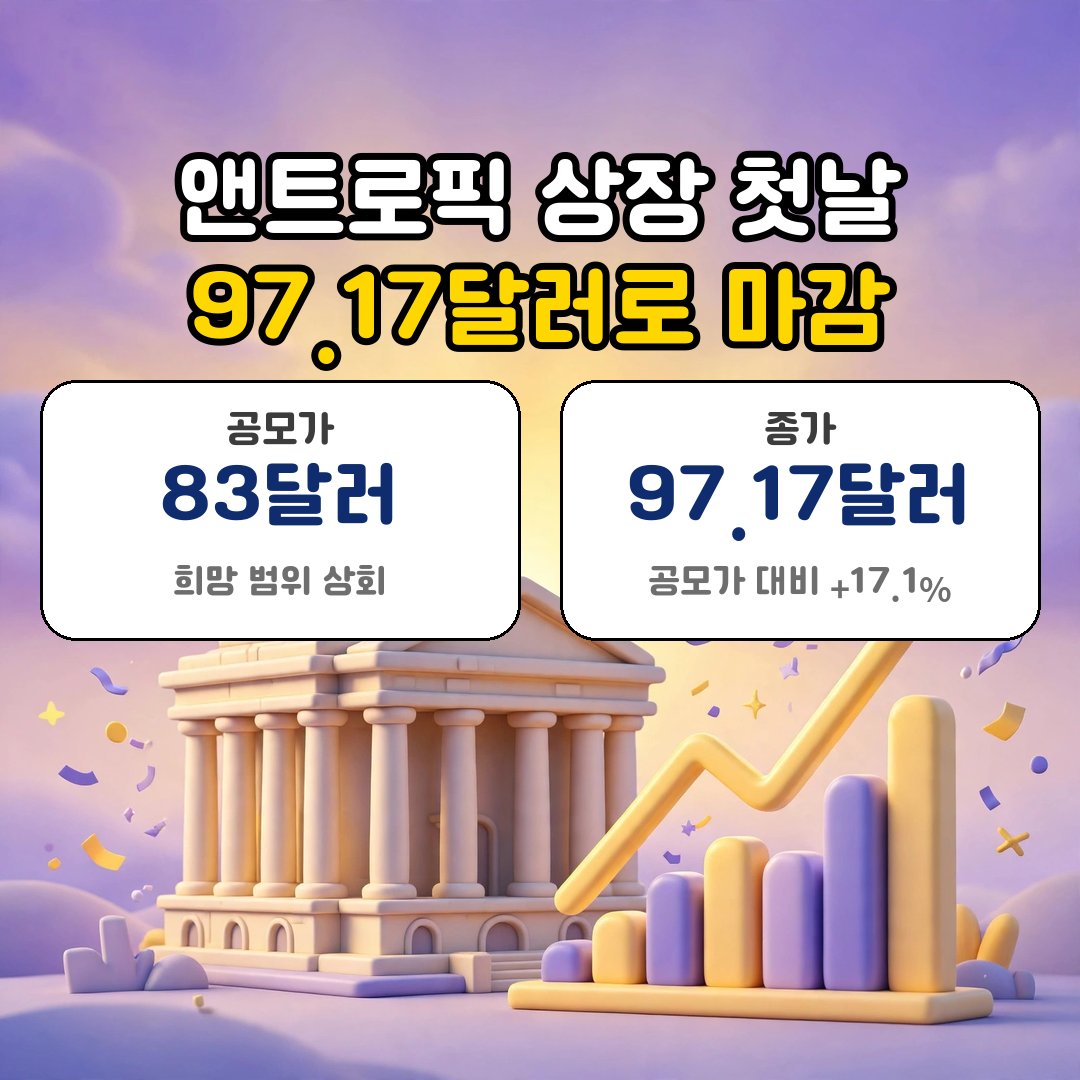 앤트로픽 상장 첫날
97.17달러로 마감
공모가
83달러
희망 범위 상회
종가
97.17달러
공모가 대비 +17.1%